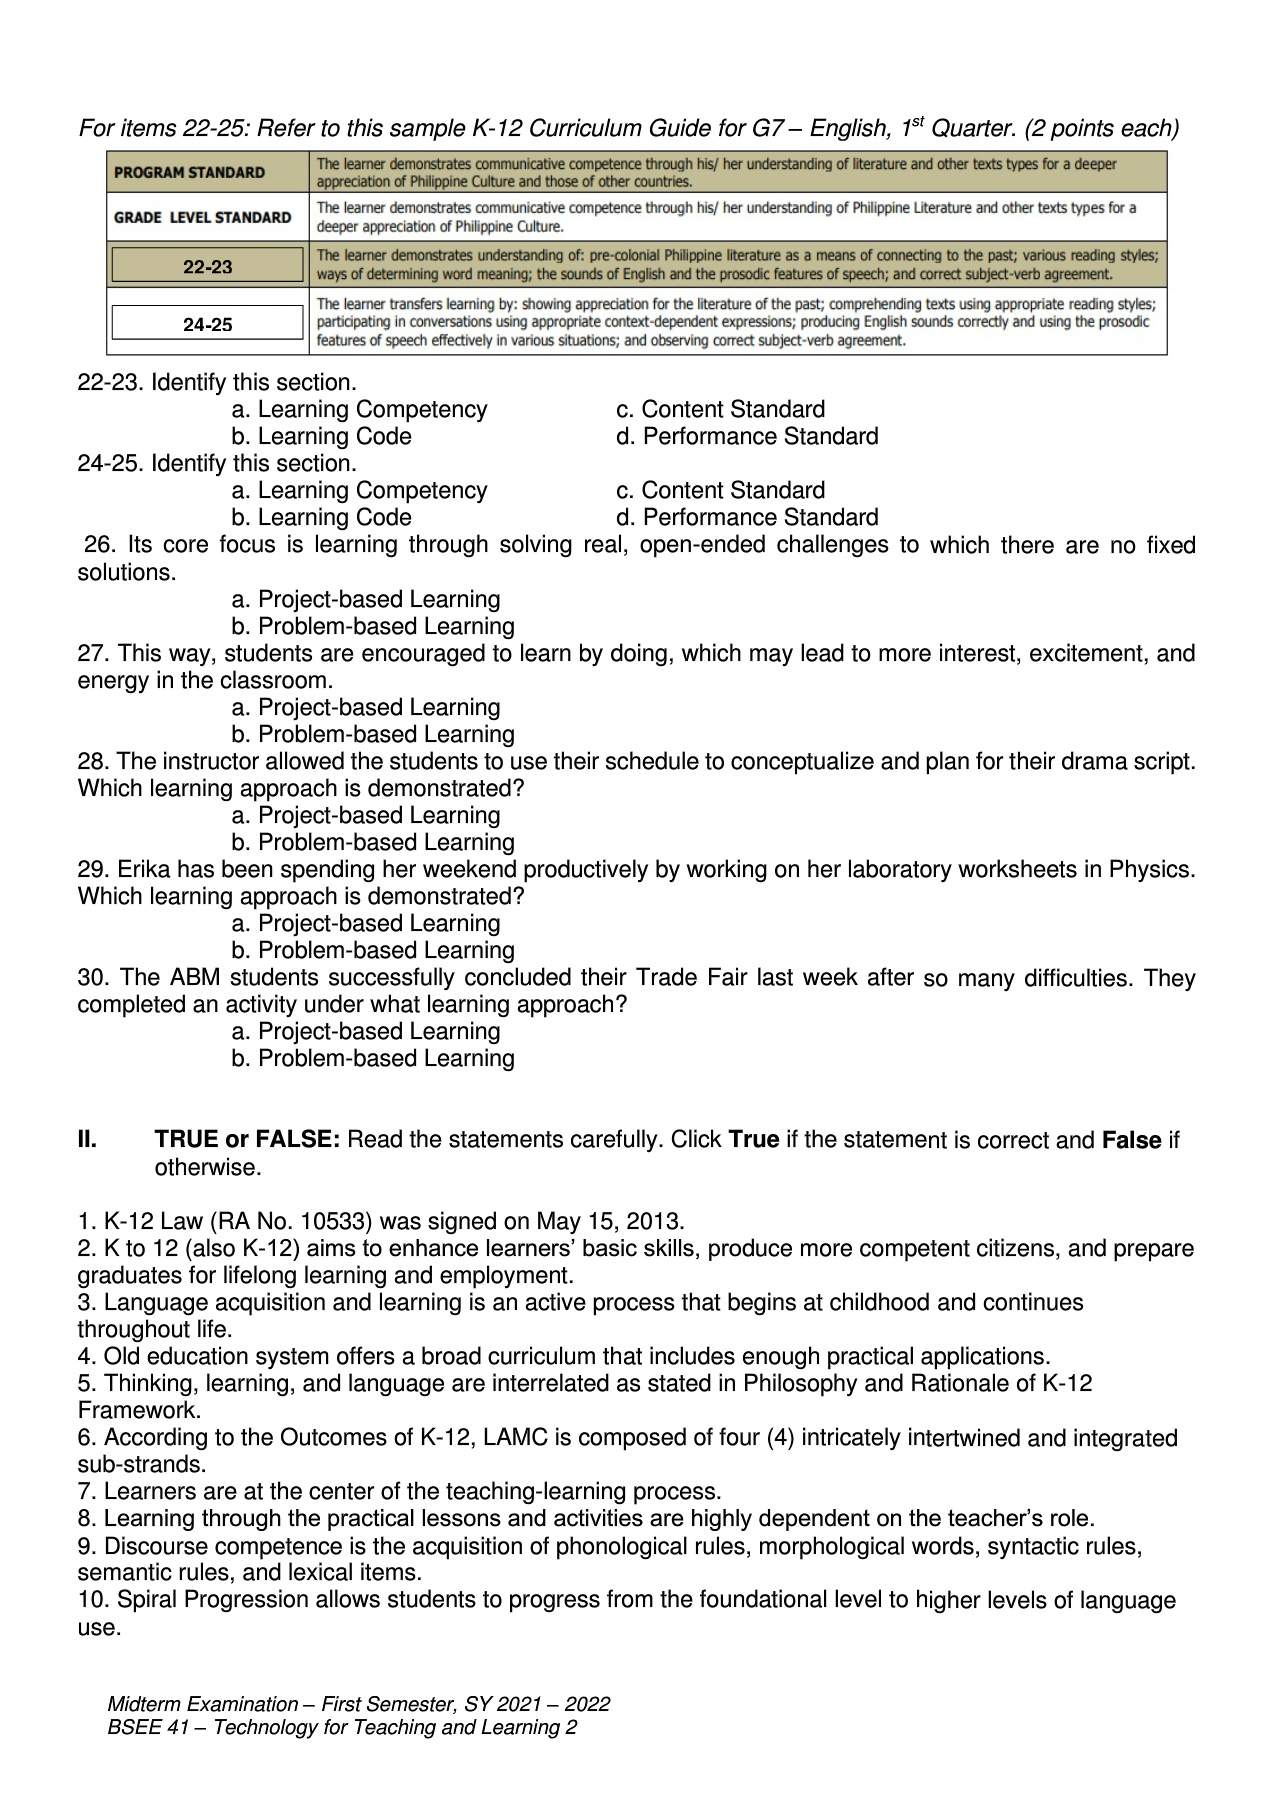 For items 22-25: Refer to this sample K-12 Curriculum Guide for G7 – English, 1st Quarter. (2 points each)
PROGRAM STANDARD
The learner demonstrates communicative competence through his/ her understanding of literature and other texts types for a deeper
appreciation of Philippine Culture and those of other countries.
GRADE LEVEL STANDARD
The learner demonstrates communicative competence through his/ her understanding of Philippine Literature and other texts types for a
deeper appreciation of Philippine Culture.
22-23
The learner demonstrates understanding of: pre-colonial Philippine literature as a means of connecting to the past; various reading styles;
ways of determining word meaning; the sounds of English and the prosodic features of speech; and correct subject-verb agreement.
24-25
The learner transfers learning by: showing appreciation for the literature of the past; comprehending texts using appropriate reading styles;
participating in conversations using appropriate context-dependent expressions; producing English sounds correctly and using the prosodic
features of speech effectively in various situations; and observing correct subject-verb agreement.
22-23. Identify this section.
a. Learning Competency c. Content Standard
b. Learning Code d. Performance Standard
24-25. Identify this section.
a. Learning Competency c. Content Standard
b. Learning Code d. Performance Standard
26. Its core focus is learning through solving real, open-ended challenges to which there are no fixed
solutions.
a. Project-based Learning
b. Problem-based Learning
27. This way, students are encouraged to learn by doing, which may lead to more interest, excitement, and
energy in the classroom.
a. Project-based Learning
b. Problem-based Learning
28. The instructor allowed the students to use their schedule to conceptualize and plan for their drama script.
Which learning approach is demonstrated?
a. Project-based Learning
b. Problem-based Learning
29. Erika has been spending her weekend productively by working on her laboratory worksheets in Physics.
Which learning approach is demonstrated?
a. Project-based Learning
b. Problem-based Learning
30. The ABM students successfully concluded their Trade Fair last week after so many difficulties. They
completed an activity under what learning approach?
a. Project-based Learning
b. Problem-based Learning
II. TRUE or FALSE: Read the statements carefully. Click True if the statement is correct and False if
otherwise.
1. K-12 Law (RA No. 10533) was signed on May 15, 2013.
2. K to 12 (also K-12) aims to enhance learners’ basic skills, produce more competent citizens, and prepare
graduates for lifelong learning and employment.
3. Language acquisition and learning is an active process that begins at childhood and continues
throughout life.
4. Old education system offers a broad curriculum that includes enough practical applications.
5. Thinking, learning, and language are interrelated as stated in Philosophy and Rationale of K-12
Framework.
6. According to the Outcomes of K-12, LAMC is composed of four (4) intricately intertwined and integrated
sub-strands.
7. Learners are at the center of the teaching-learning process.
8. Learning through the practical lessons and activities are highly dependent on the teacher’s role.
9. Discourse competence is the acquisition of phonological rules, morphological words, syntactic rules,
semantic rules, and lexical items.
10. Spiral Progression allows students to progress from the foundational level to higher levels of language
use.
Midterm Examination – First Semester, SY 2021 – 2022
BSEE 41 – Technology for Teaching and Learning 2